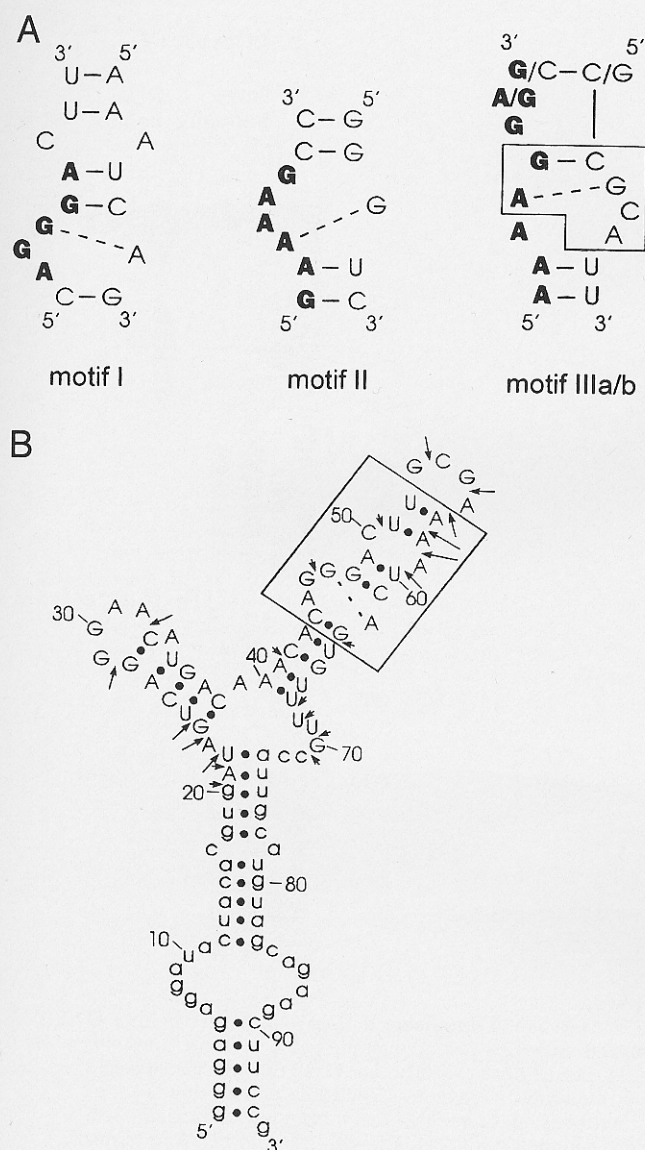 A
3′ 5′
U – A
U – A
C A
A – U
G – C
G A
G
A
C – G
5′ 3′
motif I
3′ 5′
C – G
C – G
G
A G
A
A
A – U
G – C
5′ 3′
motif II
3′ 5′
G/C – C/G
A/G
G
G – C
A G
C
A A
A – U
A – U
5′ 3′
motif IIIa/b
B
G C G
U A A
50 C U A
A U A
G G G C 60
G
A A
C G
A U
C G
40 A U
A A U
U
U
G 70
30 G A A
G C A
G U
A G
C A
U C
G
A
U a c c
A u
20 g u
u g
g c
c a
a u
c g 80
a u
u a
c g
10 u a c a
a g
g a
g a
g c g
90
a u
g u
g c
g c
5′ g
3′